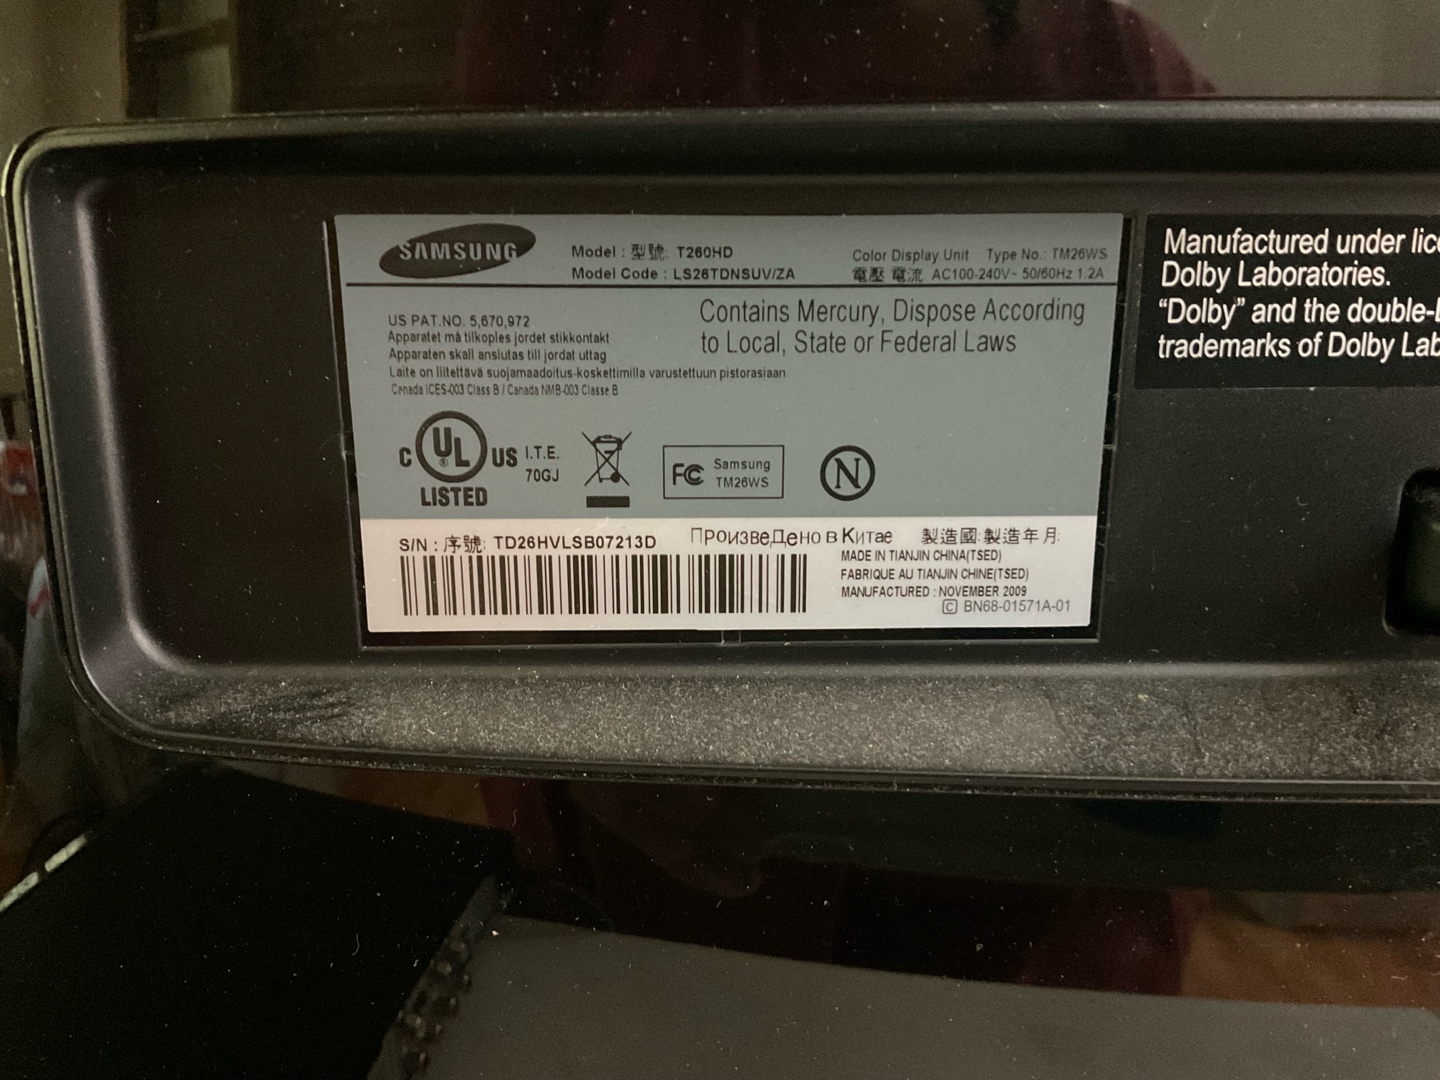 SAMSUNG
Model : 型號: T260HD
Model Code : LS26TDNSUV/ZA
Color Display Unit Type No.: TM26WS
電壓 電流 AC100-240V~ 50/60Hz 1.2A
US PAT.NO. 5,670,972
Apparatet må tilkoples jordet stikkontakt
Apparaten skall anslutas till jordat uttag
Laite on liitettävä suojamaadoitus-koskettimilla varustettuun pistorasiaan
Canada ICES-003 Class B / Canada NMB-003 Classe B
Contains Mercury, Dispose According
to Local, State or Federal Laws
C UL ® US
LISTED
I.T.E.
70GJ
FC Samsung
TM26WS
N
S/N : 序號: TD26HVLSB07213D
ПроизвеДено в Китае
製造國: 製造年月:
MADE IN TIANJIN CHINA(TSED)
FABRIQUE AU TIANJIN CHINE(TSED)
MANUFACTURED : NOVEMBER 2009
C BN68-01571A-01
Manufactured under
Dolby Laboratories.
“Dolby” and the
trademarks of Dolby